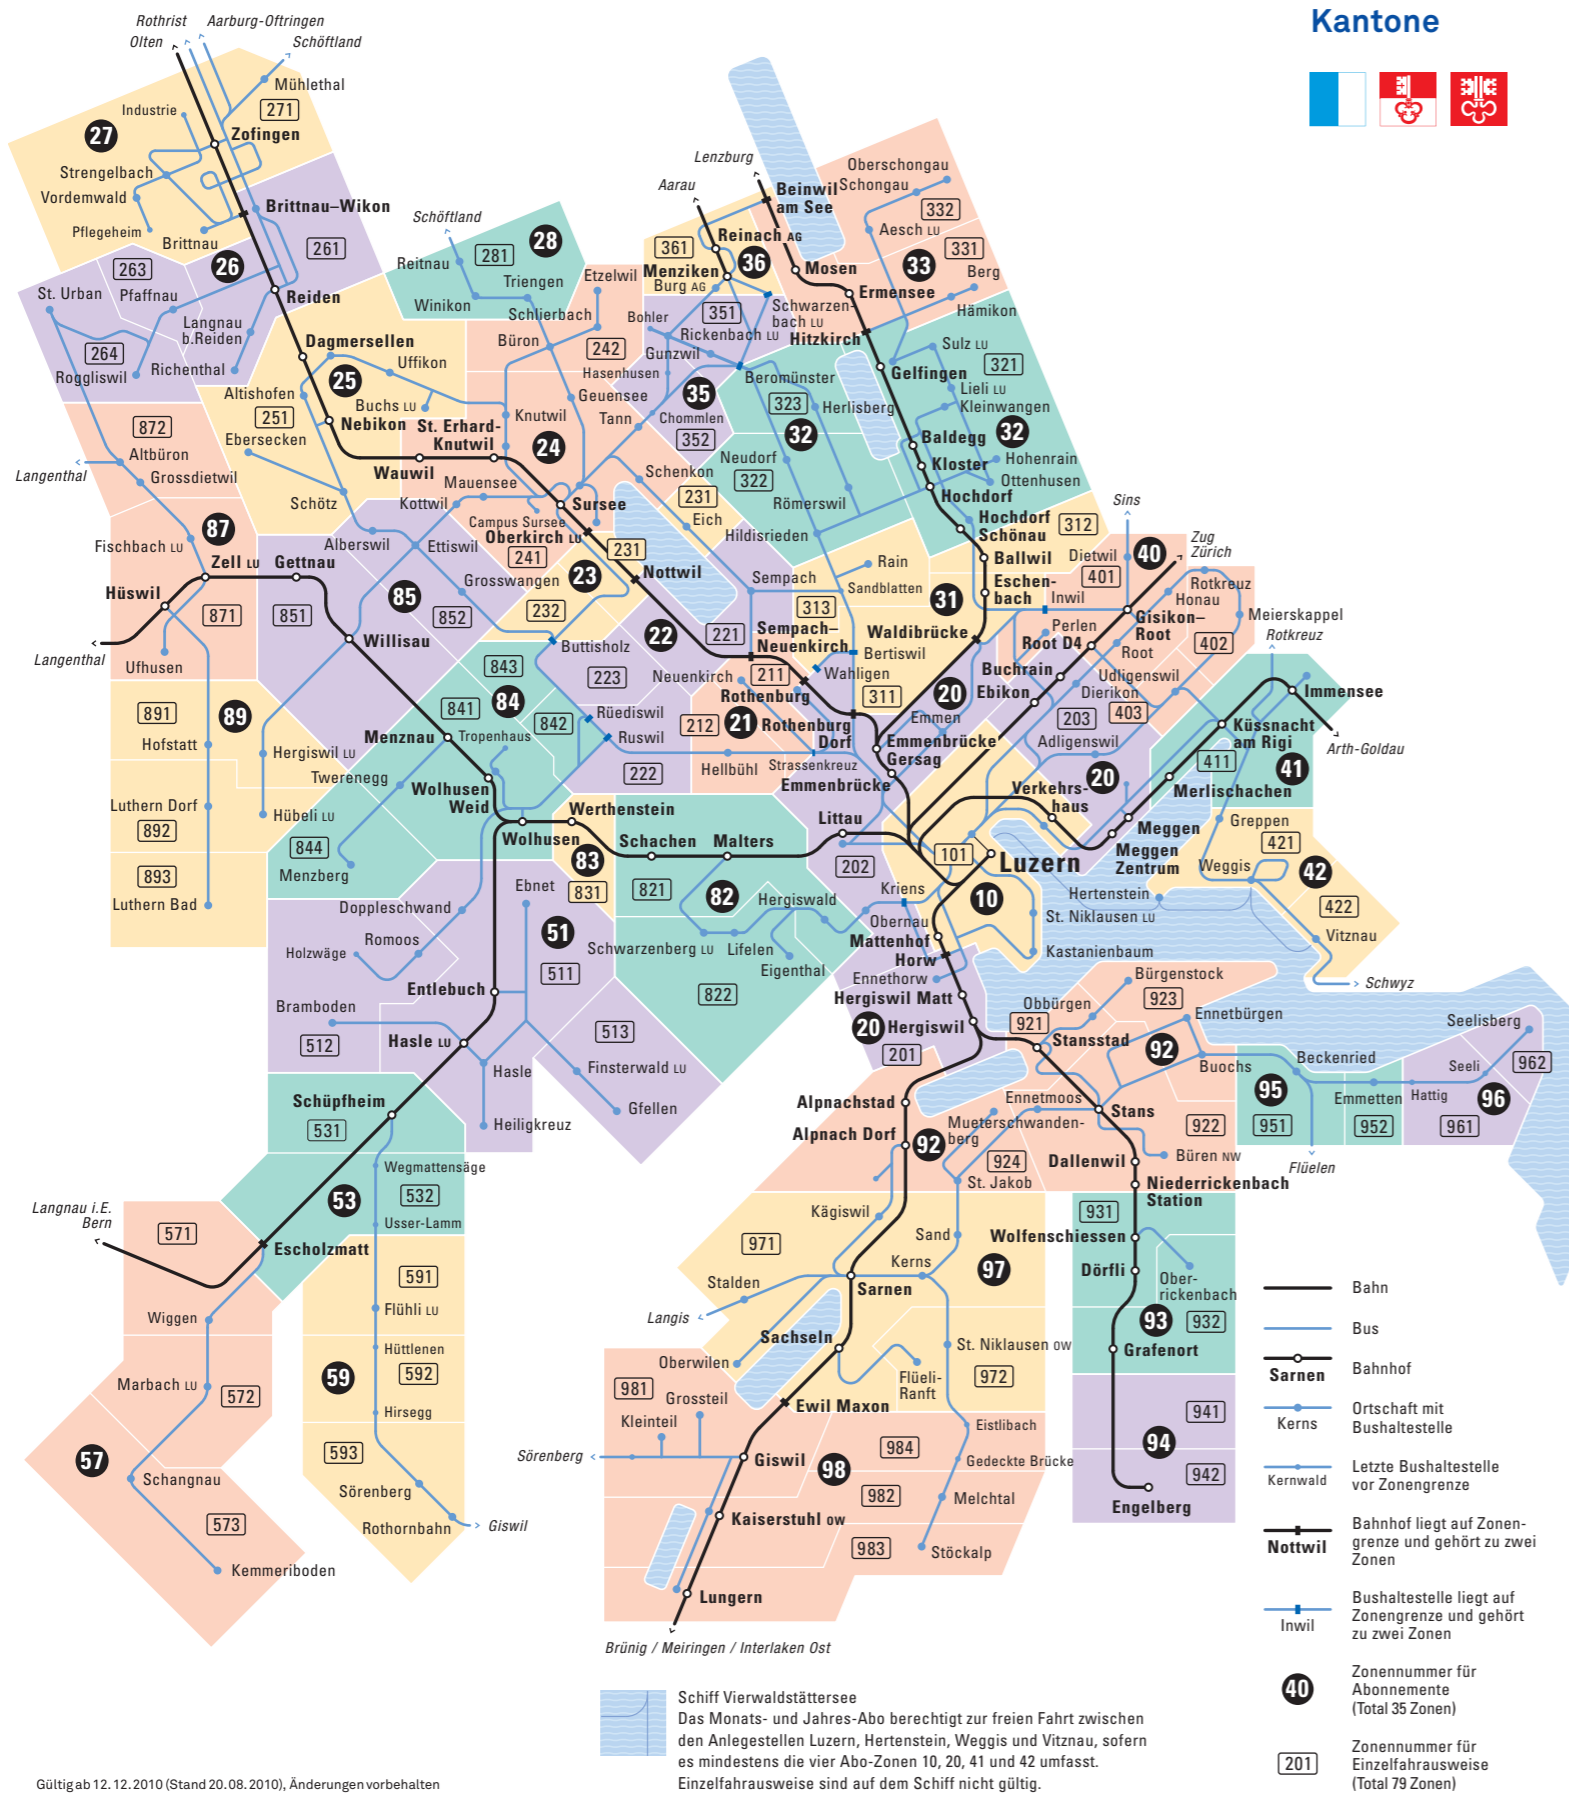 Kantone
Rothrist
Aarburg-Oftringen
Olten
Schöftland
Mühlethal
271
Industrie
27
Zofingen
Strengelbach
Vordemwald
Pflegeheim
Brittnau
Brittnau–Wikon
261
26
263
Pfaffnau
St. Urban
Reiden
Langnau
b.Reiden
264
Roggliswil
Richenthal
Schöftland
Reitnau
281
28
Triengen
Winikon
Etzelwil
Schlierbach
Büron
242
Dagmersellen
Uffikon
25
Altishofen
Buchs LU
251
Nebikon
Ebersecken
Knutwil
St. Erhard-
Knutwil
24
Geuensee
Tann
Wauwil
872
Altbüron
Langenthal
Grossdietwil
Schötz
Mauensee
Kottwil
Campus Sursee
Sursee
Oberkirch LU
241
Schenkon
231
Eich
231
Nottwil
Lenzburg
Aarau
Beinwil
am See
Reinach AG
361
36
Menziken
Burg AG
Mosen
Ermensee
Oberschongau
Schongau
332
Aesch LU
331
33
Berg
Hämikon
351
Schwarzen-
bach LU
Bohler
Rickenbach LU
Hitzkirch
Gunzwil
Hasenhusen
35
Chommlen
352
Beromünster
323
Herlisberg
32
Neudorf
322
Römerswil
Hildisrieden
Gelfingen
Sulz LU
321
Lieli LU
Kleinwangen
32
Baldegg
Kloster
Hohenrain
Ottenhusen
Hochdorf
Hochdorf
Schönau
312
Ballwil
Eschen-
bach
Sins
Dietwil
40
401
Zug
Zürich
Rotkreuz
Honau
Inwil
Gisikon–
Root
Meierskappel
Rotkreuz
Perlen
Root D4
Root
402
Buchrain
Udligenswil
Ebikon
Dierikon
403
203
Adligenswil
20
Immensee
Küssnacht
am Rigi
Arth-Goldau
411
41
Merlischachen
87
Fischbach LU
Zell LU
Gettnau
Hüswil
871
851
Langenthal
Ufhusen
Alberswil
Ettiswil
85
852
Willisau
Grosswangen
23
232
Buttisholz
22
223
221
Sempach
Sempach–
Neuenkirch
Rain
Sandblatten
313
31
Waldibrücke
Bertiswil
Wahligen
311
20
Emmen
Neuenkirch
211
Rothenburg
212
21
Rothenburg
Dorf
Strassenkreuz
Hellbühl
Emmenbrücke
Gersag
Emmenbrücke
843
841
84
842
Rüediswil
Ruswil
222
Menznau
Tropenhaus
Twerenegg
Wolhusen
Weid
Wolhusen
891
89
Hofstatt
Hergiswil LU
Hübeli LU
Luthern Dorf
892
893
Luthern Bad
844
Menzberg
Werthenstein
83
831
Schachen
Malters
821
82
Hergiswald
Schwarzenberg LU
Lifelen
Eigenthal
822
Littau
202
Kriens
Obernau
Mattenhof
Horw
Ennethorw
101
Luzern
10
St. Niklausen LU
Kastanienbaum
Verkehrs-
haus
Meggen
Meggen
Zentrum
Hertenstein
Greppen
421
Weggis
42
422
Vitznau
Schwyz
Doppleschwand
Romoos
Holzwäge
Ebnet
51
511
Entlebuch
Bramboden
512
Hasle LU
Hasle
Heiligkreuz
513
Finsterwald LU
Gfellen
Hergiswil Matt
20
Hergiswil
201
Bürgenstock
Obbürgen
923
921
Ennetbürgen
Stansstad
92
Buochs
Beckenried
Seelisberg
962
Seeli
95
951
Emmetten
952
Hattig
96
961
Flüelen
Alpnachstad
Alpnach Dorf
92
Ennetmoos
Mueterschwanden-
berg
Stans
922
Büren NW
924
St. Jakob
Dallenwil
Niederrickenbach
Station
Schüpfheim
531
Wegmattensäge
532
53
Usser-Lamm
Langnau i.E.
Bern
571
Escholzmatt
591
Flühli LU
Wiggen
Hüttlenen
592
59
Marbach LU
572
Hirsegg
593
57
Schangnau
Sörenberg
573
Rothornbahn
Giswil
Kemmeriboden
Kägiswil
971
Sand
Kerns
97
Stalden
Sarnen
Langis
Sachseln
Oberwilen
St. Niklausen OW
Flüeli-
Ranft
972
931
Wolfenschiessen
Dörfli
Ober-
rickenbach
93
932
Grafenort
941
94
942
Engelberg
981
Grossteil
Kleinteil
Ewil Maxon
Eistlibach
984
Gedeckte Brücke
Sörenberg
Giswil
98
982
Melchtal
Kaiserstuhl OW
983
Stöckalp
Lungern
Brünig / Meiringen / Interlaken Ost
Bahn
Bus
Sarnen
Bahnhof
Kerns
Ortschaft mit
Bushaltestelle
Kernwald
Letzte Bushaltestelle
vor Zonengrenze
Nottwil
Bahnhof liegt auf Zonen-
grenze und gehört zu zwei
Zonen
Inwil
Bushaltestelle liegt auf
Zonengrenze und gehört
zu zwei Zonen
40
Zonennummer für
Abonnemente
(Total 35 Zonen)
201
Zonennummer für
Einzelfahrausweise
(Total 79 Zonen)
Schiff Vierwaldstättersee
Das Monats- und Jahres-Abo berechtigt zur freien Fahrt zwischen
den Anlegestellen Luzern, Hertenstein, Weggis und Vitznau, sofern
es mindestens die vier Abo-Zonen 10, 20, 41 und 42 umfasst.
Einzelfahrausweise sind auf dem Schiff nicht gültig.
Gültig ab 12. 12. 2010 (Stand 20. 08. 2010), Änderungen vorbehalten